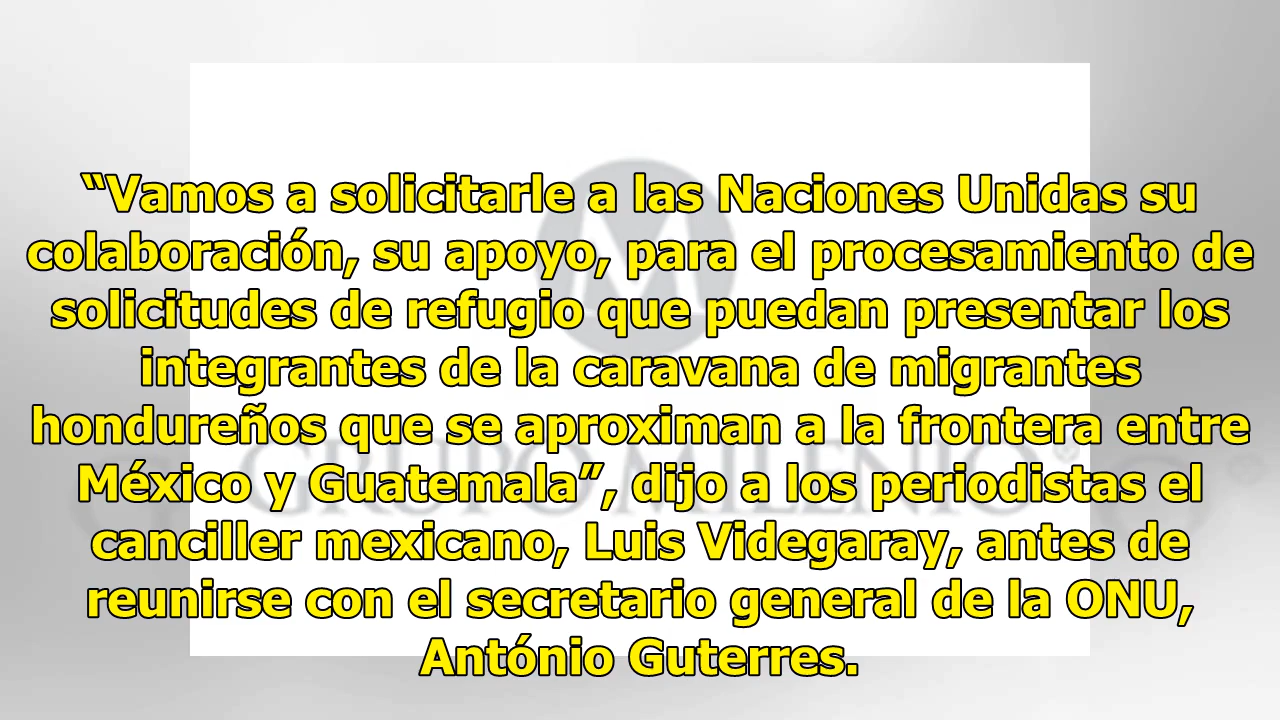 “Vamos a solicitarle a las Naciones Unidas su
colaboración, su apoyo, para el procesamiento de
solicitudes de refugio que puedan presentar los
integrantes de la caravana de migrantes
hondureños que se aproximan a la frontera entre
México y Guatemala”, dijo a los periodistas el
canciller mexicano, Luis Videgaray, antes de
reunirse con el secretario general de la ONU,
António Guterres.
M
GRUPO MILENIO®